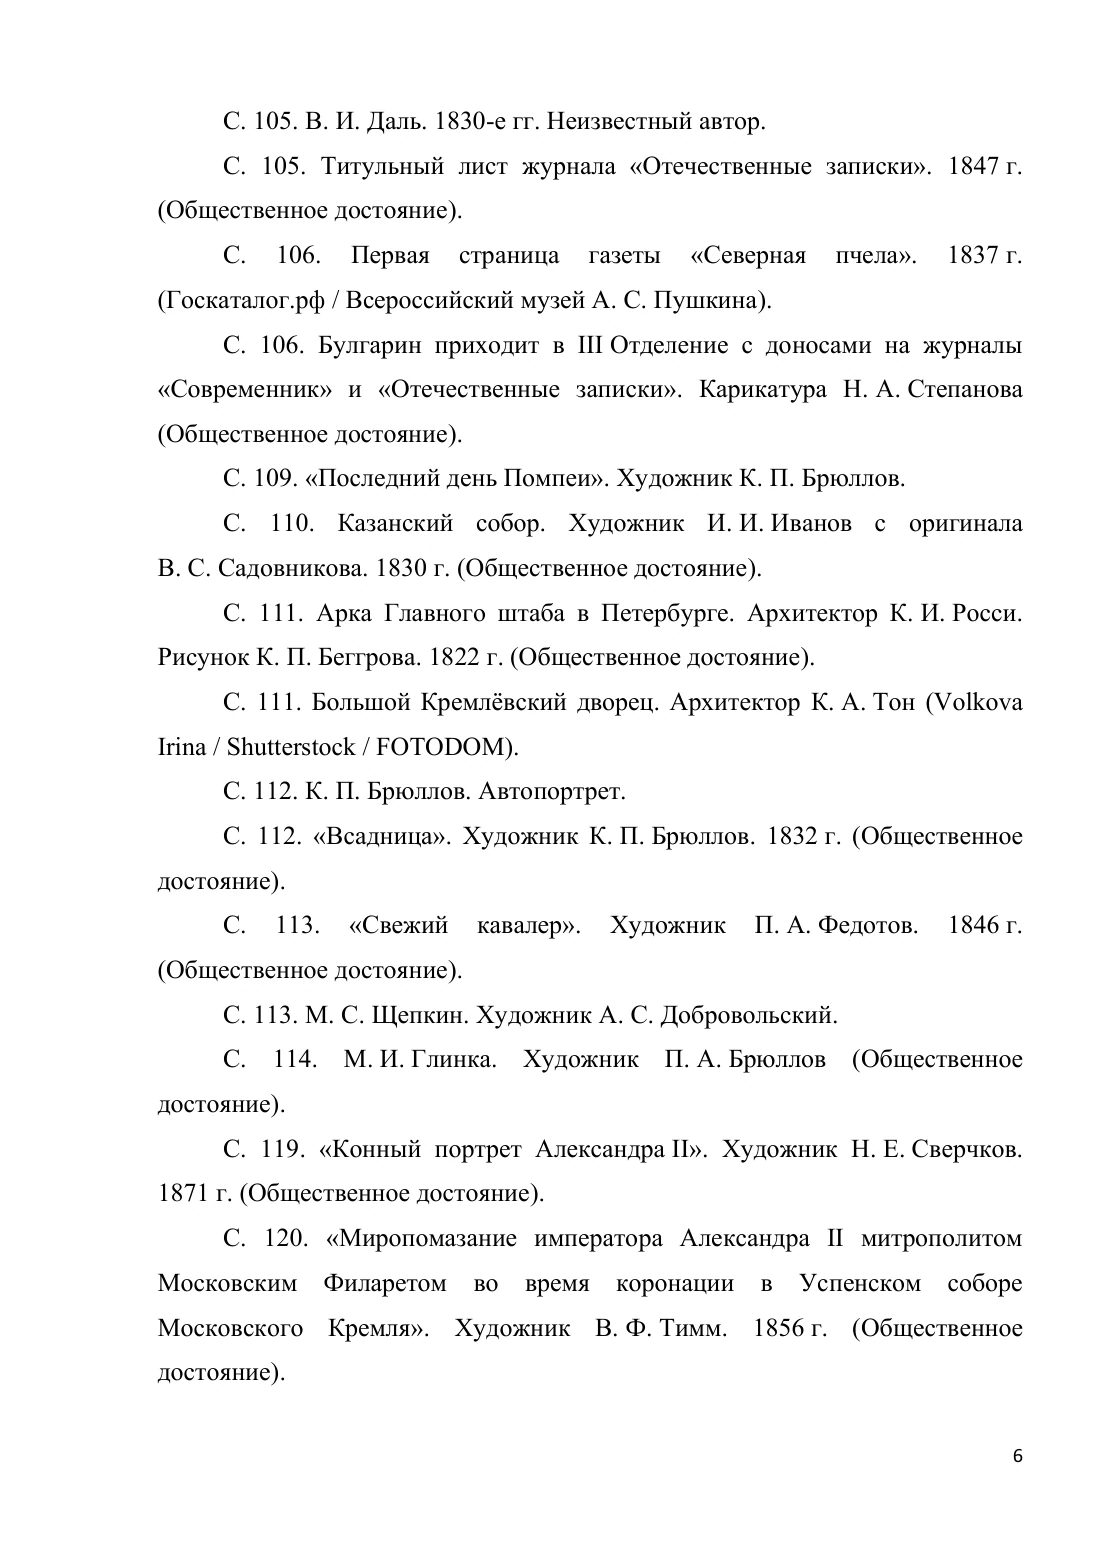 С. 105. В. И. Даль. 1830-е гг. Неизвестный автор.
С. 105. Титульный лист журнала «Отечественные записки». 1847 г.
(Общественное достояние).
С. 106. Первая страница газеты «Северная пчела». 1837 г.
(Госкаталог.рф / Всероссийский музей А. С. Пушкина).
С. 106. Булгарин приходит в III Отделение с доносами на журналы
«Современник» и «Отечественные записки». Карикатура Н. А. Степанова
(Общественное достояние).
С. 109. «Последний день Помпеи». Художник К. П. Брюллов.
С. 110. Казанский собор. Художник И. И. Иванов с оригинала
В. С. Садовникова. 1830 г. (Общественное достояние).
С. 111. Арка Главного штаба в Петербурге. Архитектор К. И. Росси.
Рисунок К. П. Беггрова. 1822 г. (Общественное достояние).
С. 111. Большой Кремлёвский дворец. Архитектор К. А. Тон (Volkova
Irina / Shutterstock / FOTODOM).
С. 112. К. П. Брюллов. Автопортрет.
С. 112. «Всадница». Художник К. П. Брюллов. 1832 г. (Общественное
достояние).
С. 113. «Свежий кавалер». Художник П. А. Федотов. 1846 г.
(Общественное достояние).
С. 113. М. С. Щепкин. Художник А. С. Добровольский.
С. 114. М. И. Глинка. Художник П. А. Брюллов (Общественное
достояние).
С. 119. «Конный портрет Александра II». Художник Н. Е. Сверчков.
1871 г. (Общественное достояние).
С. 120. «Миропомазание императора Александра II митрополитом
Московским Филаретом во время коронации в Успенском соборе
Московского Кремля». Художник В. Ф. Тимм. 1856 г. (Общественное
достояние).
6